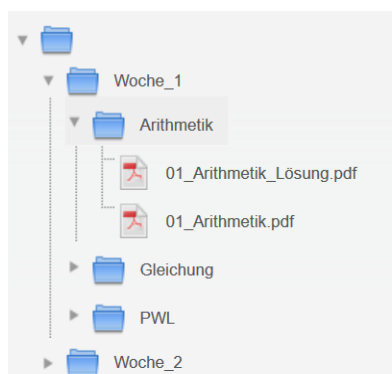 Woche_1
Arithmetik
01_Arithmetik_Lösung.pdf
01_Arithmetik.pdf
Gleichung
PWL
Woche_2